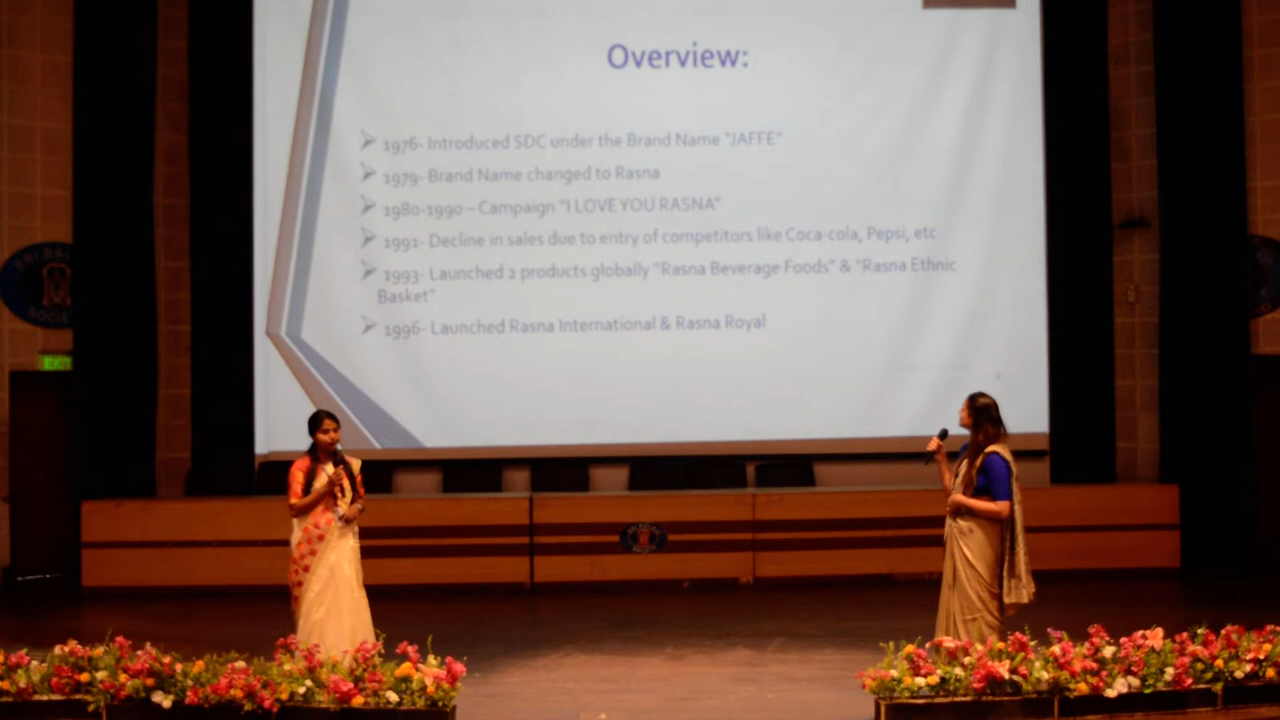 Overview:
1976- Introduced SDC under the Brand Name "JAFFE"
1979- Brand Name changed to Rasna
1980-1990 – Campaign "I LOVE YOU RASNA"
1991- Decline in sales due to entry of competitors like Coca-cola, Pepsi, etc
1993- Launched 2 products globally "Rasna Beverage Foods" & "Rasna Ethnic
Basket"
1996- Launched Rasna International & Rasna Royal
SOCIE
EXIT